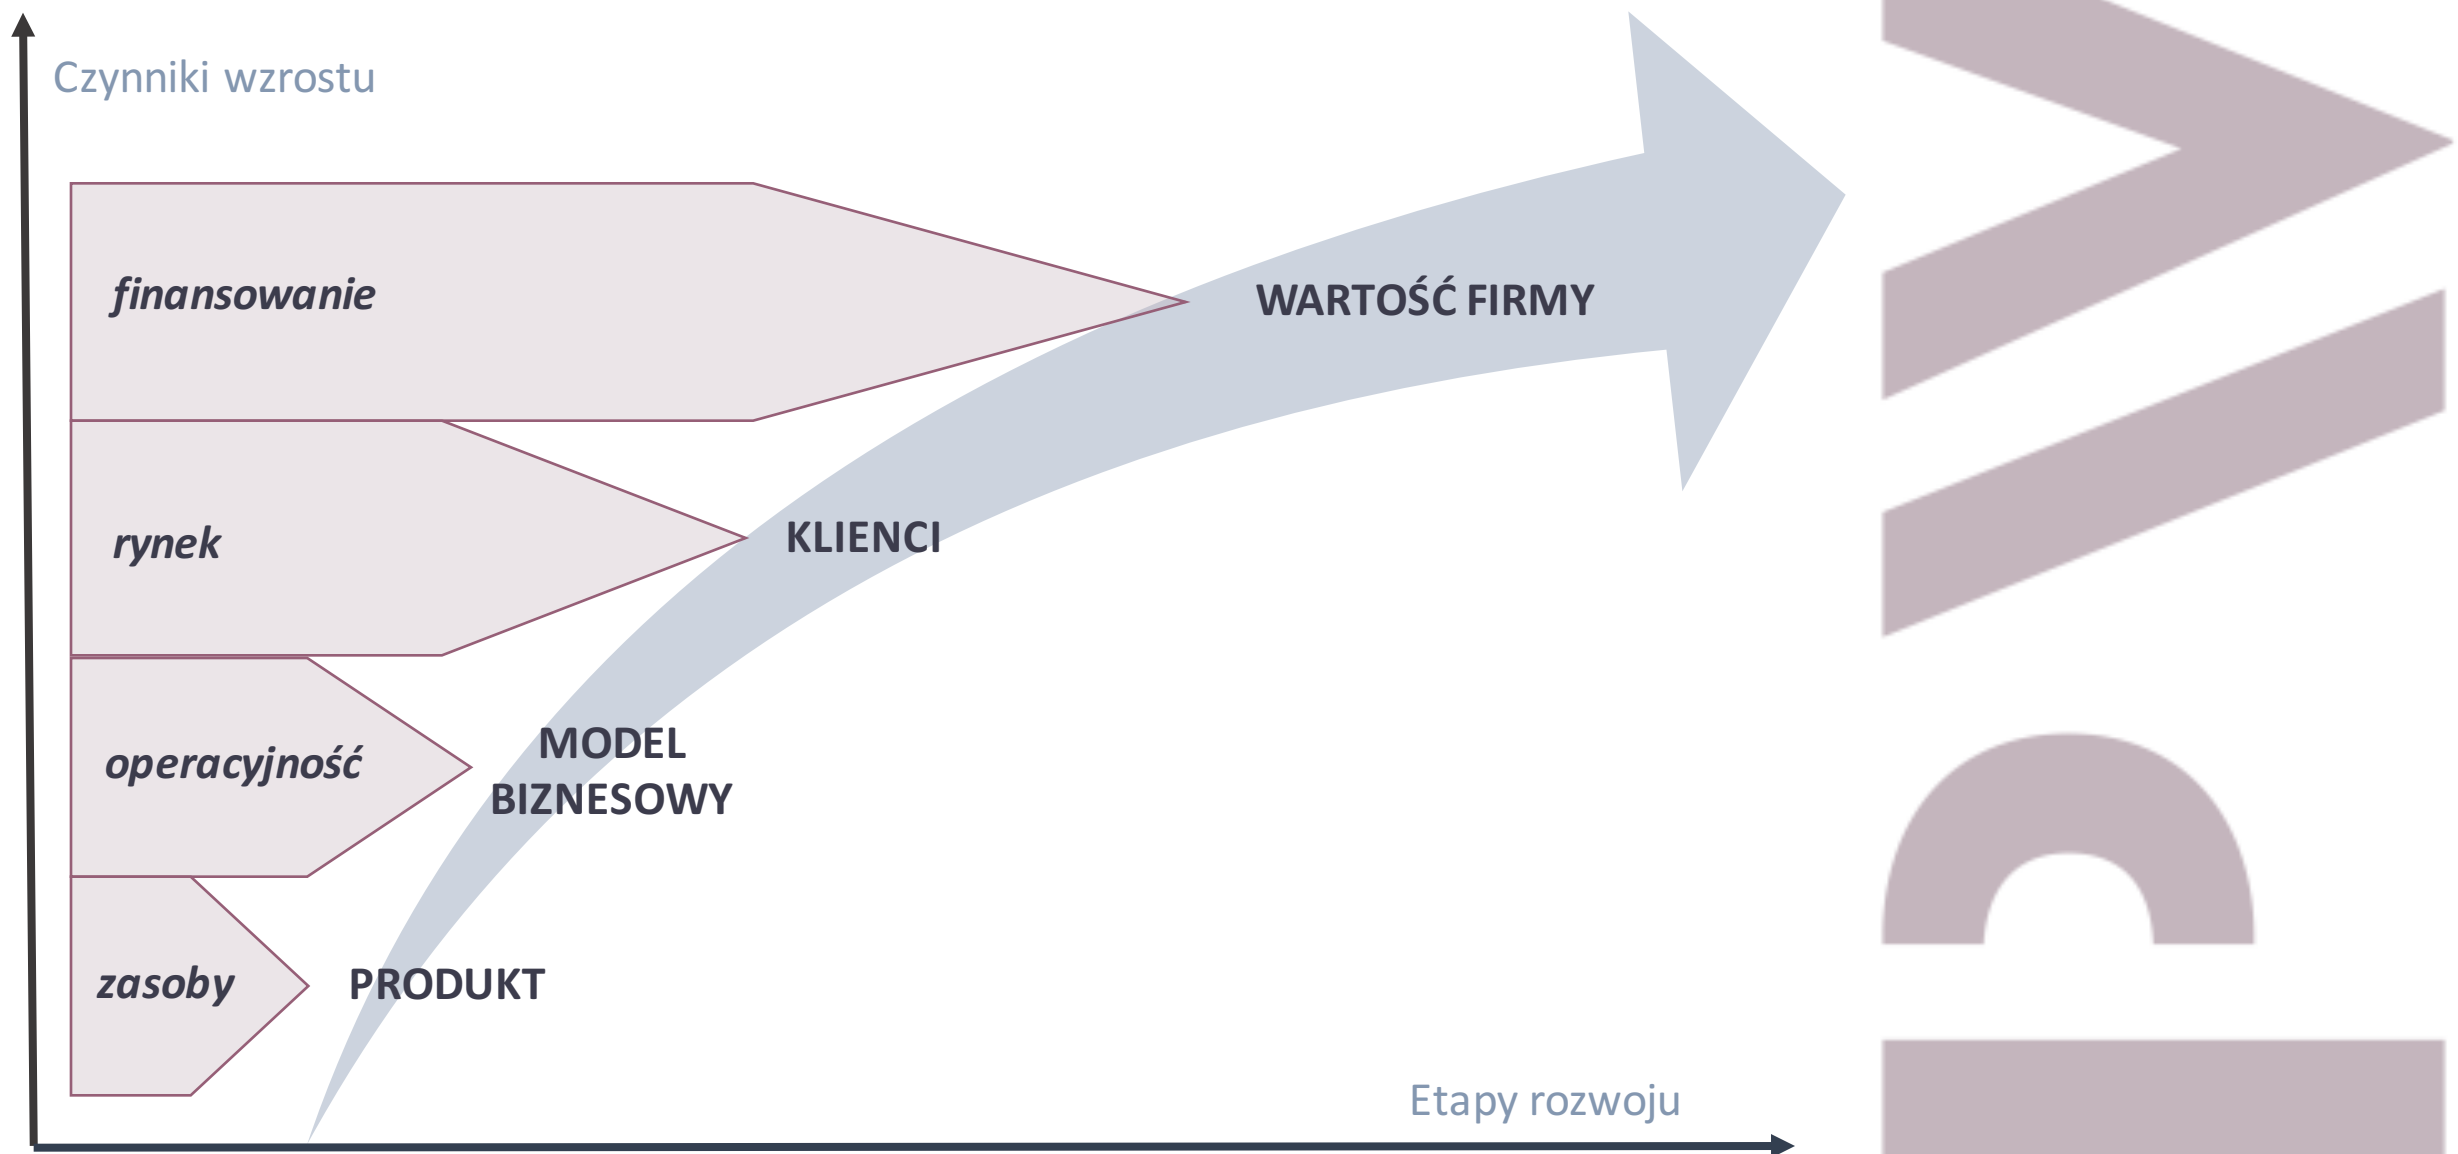 Czynniki wzrostu
finansowanie
WARTOŚĆ FIRMY
rynek
KLIENCI
operacyjność
MODEL
BIZNESOWY
zasoby
PRODUKT
Etapy rozwoju